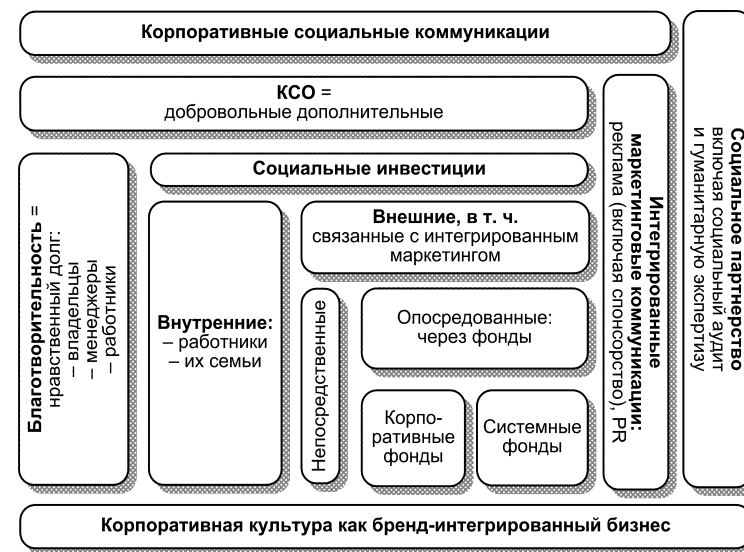 Корпоративные социальные коммуникации
КСО =
добровольные дополнительные
Социальные инвестиции
Благотворительность =
нравственный долг:
– владельцы
– менеджеры
– работники
Внутренние:
– работники
– их семьи
Внешние, в т. ч.
связанные с интегрированным
маркетингом
Непосредственные
Опосредованные:
через фонды
Корпо-
ративные
фонды
Системные
фонды
Интегрированные
маркетинговые коммуникации:
реклама (включая спонсорство), PR
Социальное партнерство
включая социальный аудит
и гуманитарную экспертизу
Корпоративная культура как бренд-интегрированный бизнес